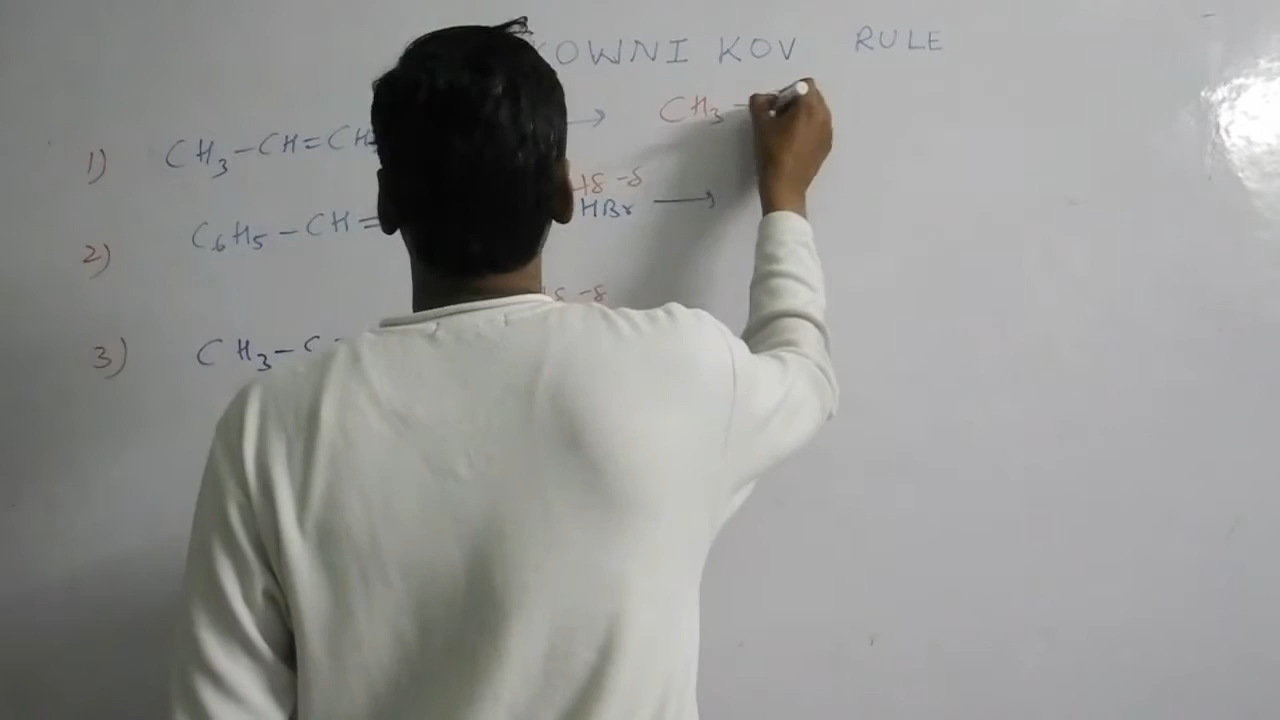 KOWNI KOV RULE
1) CH3-CH=CH → CH3-
+δ -δ
2) C6H5-CH= HBr →
-δ
3) CH3-C